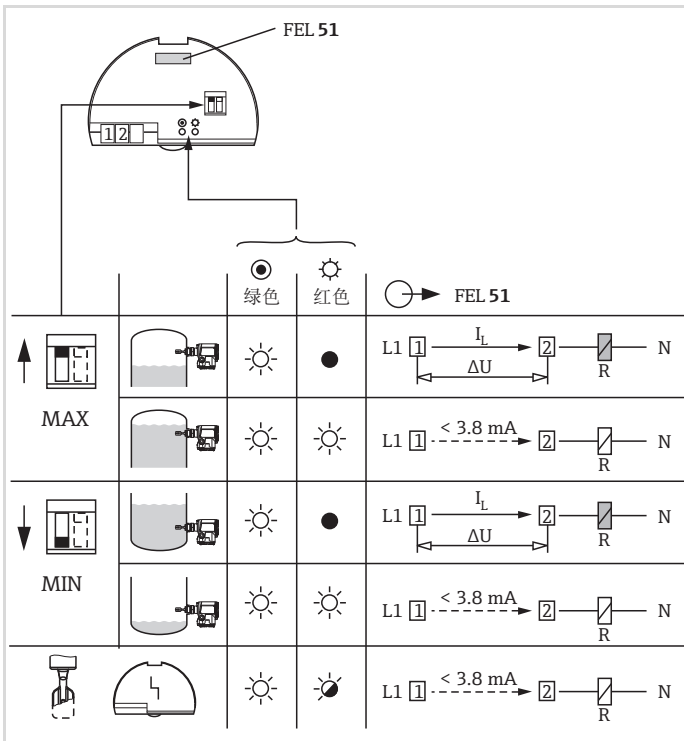 FEL 51
1 2
绿色 红色 FEL 51
L1 1 I_L 2 N
ΔU R
MAX
L1 1 < 3.8 mA 2 N
R
L1 1 I_L 2 N
ΔU R
MIN
L1 1 < 3.8 mA 2 N
R
L1 1 < 3.8 mA 2 N
R